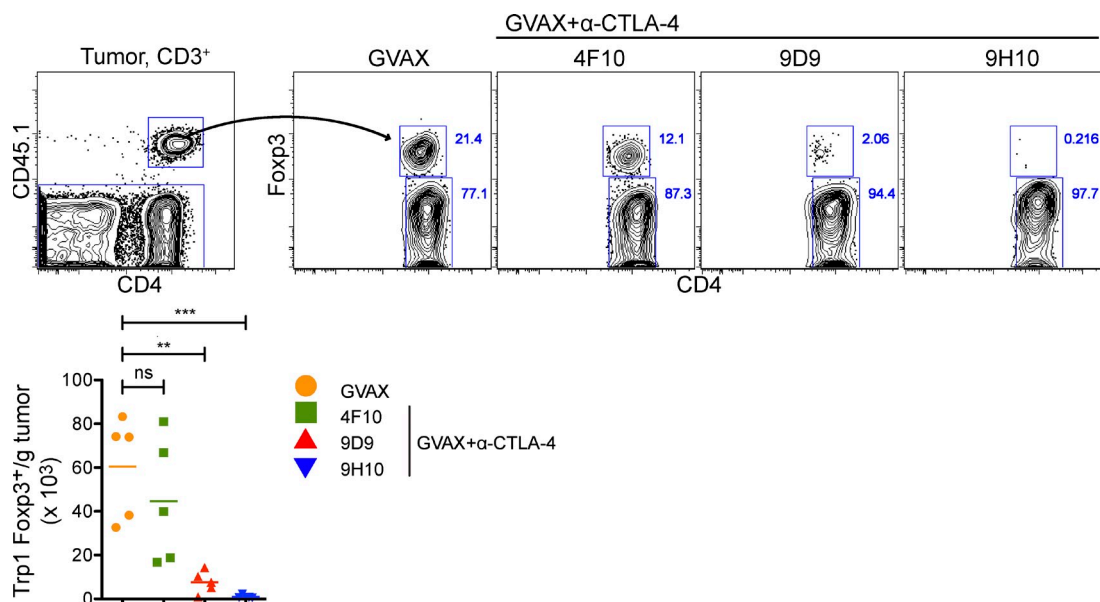 GVAX+α-CTLA-4
Tumor, CD3+
GVAX
4F10
9D9
9H10
CD45.1
CD4
Foxp3
21.4
77.1
12.1
87.3
2.06
94.4
0.216
97.7
CD4
***
**
ns
Trp1 Foxp3+/g tumor
(x 10³)
100
80
60
40
20
0
GVAX
4F10
9D9
9H10
GVAX+α-CTLA-4